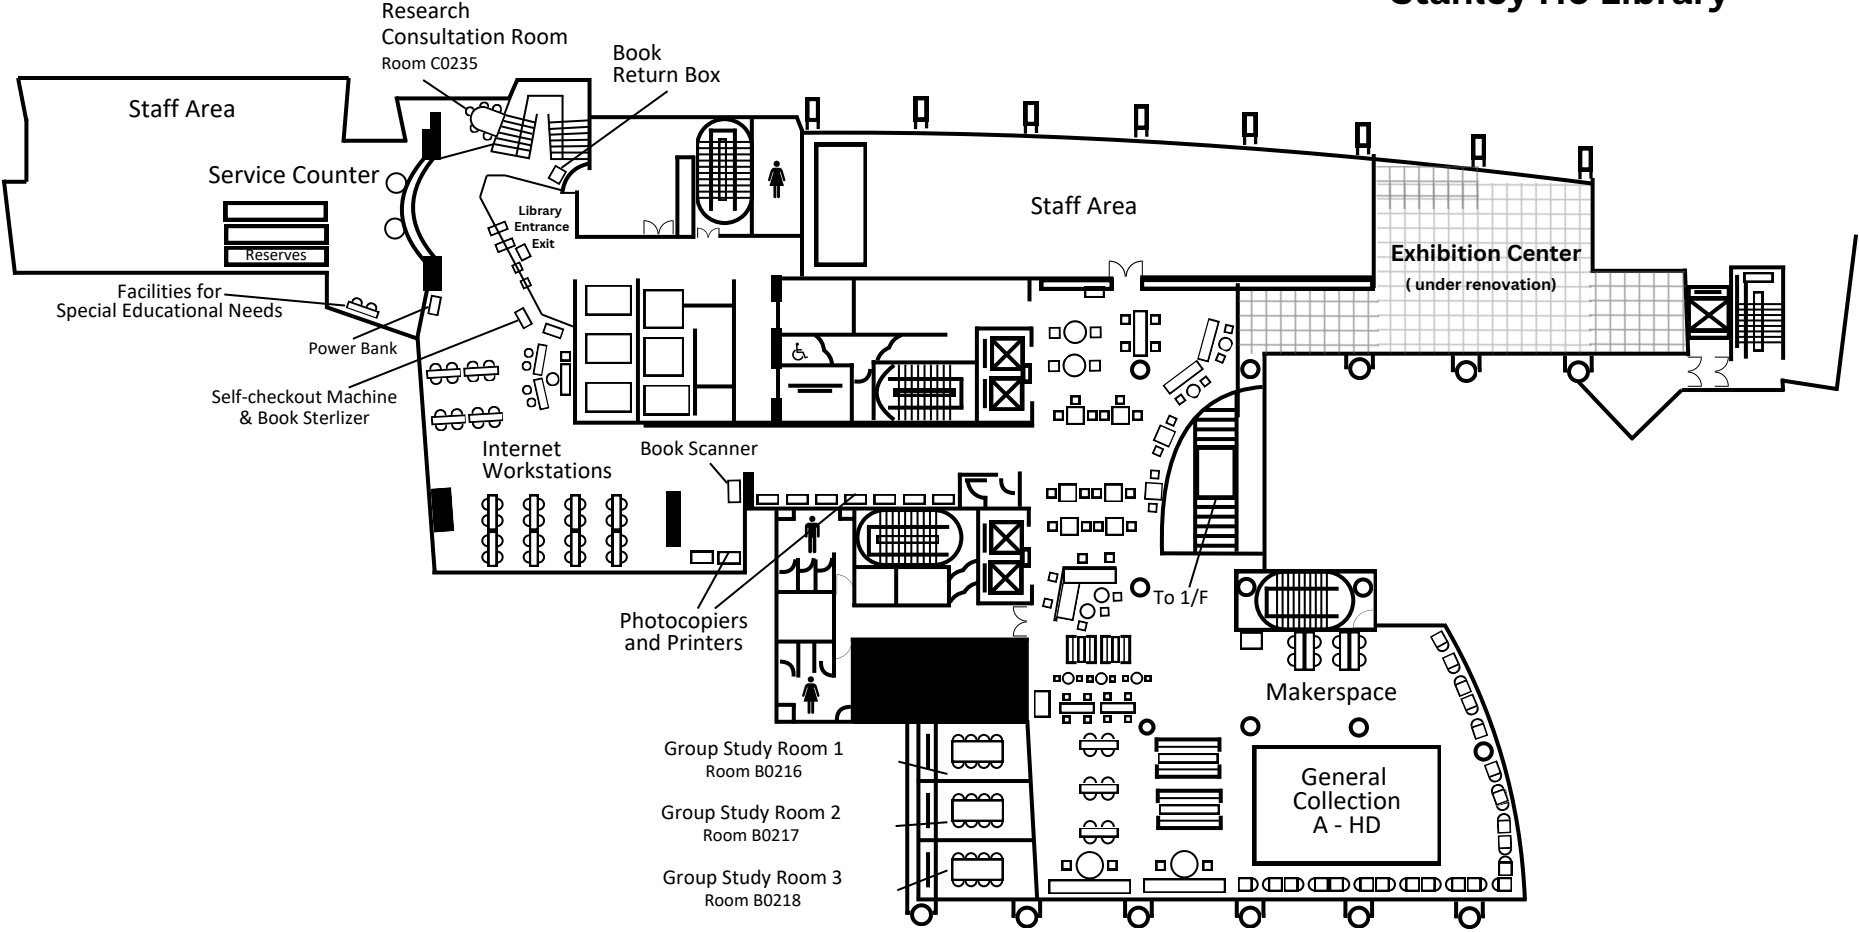 Stanley Ho Library
Research
Consultation Room
Room C0235
Book
Return Box
Staff Area
Service Counter
Reserves
Library
Entrance
Exit
Staff Area
Exhibition Center
( under renovation)
Facilities for
Special Educational Needs
Power Bank
Self-checkout Machine
& Book Sterlizer
Internet
Workstations
Book Scanner
Photocopiers
and Printers
To 1/F
Makerspace
Group Study Room 1
Room B0216
Group Study Room 2
Room B0217
Group Study Room 3
Room B0218
General
Collection
A - HD